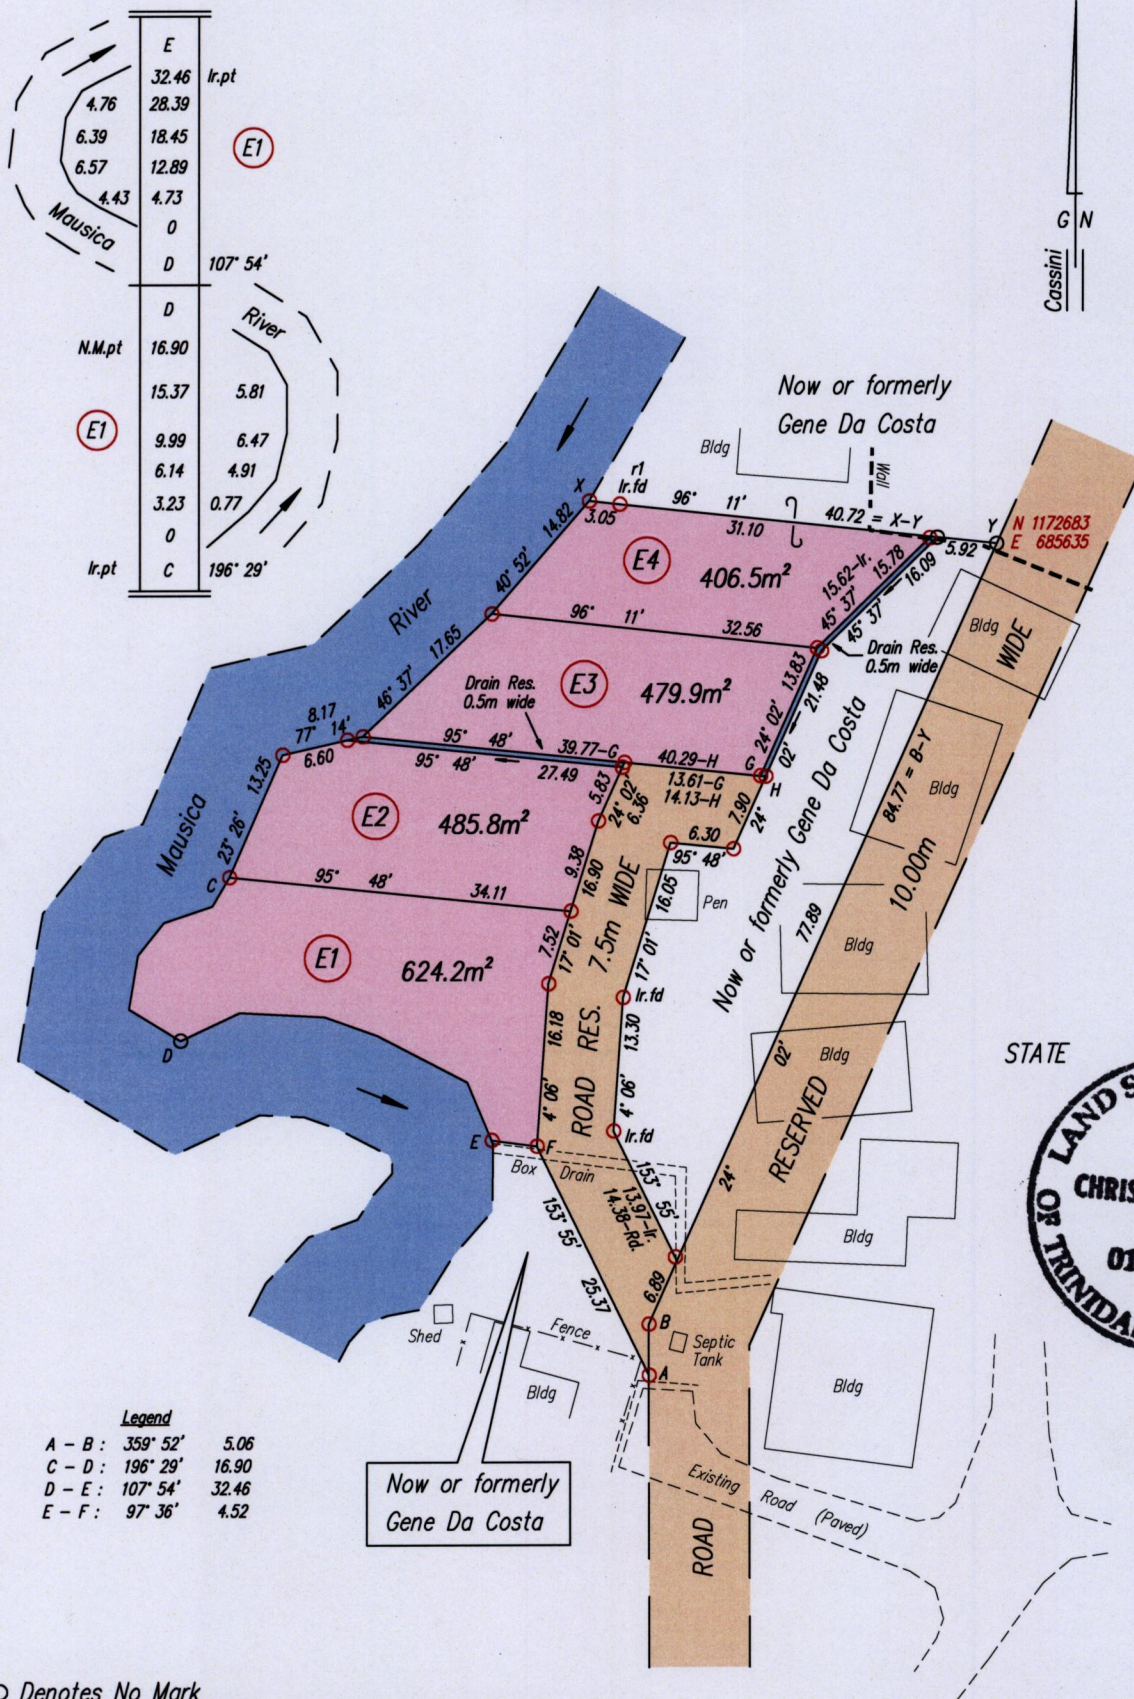 E
32.46 Ir.pt
4.76 28.39
6.39 18.45
6.57 12.89
4.43 4.73
0
D 107° 54'
E1
Mausica
D
N.M.pt 16.90
15.37 5.81
9.99 6.47
6.14 4.91
3.23 0.77
0
Ir.pt C 196° 29'
E1
River
G N
Cassini
Now or formerly
Gene Da Costa
Bldg
Wall
r1
Ir.fd
X
3.05
96° 11'
31.10
40.72 = X-Y
Y
N 1172683
E 685635
5.92
14.82
40° 52'
E4
406.5m²
15.62-Ir.
15.78
45° 37'
16.09
45° 37'
River
96° 11'
32.56
Drain Res.
0.5m wide
Bldg
WIDE
17.65
46° 37'
E3
479.9m²
13.83
24° 02'
21.48
02'
Drain Res.
0.5m wide
8.17
77° 14'
6.60
95° 48'
39.77-G
40.29-H
G
H
95° 48'
27.49
13.61-G
14.13-H
13.25
23° 26'
Mausica
E2
485.8m²
5.83
24° 02'
6.36
7.90
24°
6.30
95° 48'
84.77 = B-Y
Bldg
10.00m
C
95° 48'
34.11
9.38
16.90
7.5m WIDE
16.05
Pen
Now or formerly Gene Da Costa
77.89
Bldg
E1
624.2m²
7.52
17° 01'
17° 01'
Ir.fd
D
16.18
4° 06'
ROAD RES.
13.30
4° 06'
Ir.fd
02'
Bldg
STATE
RESERVED
24°
E
F
Box Drain
153° 55'
13.97-Ir.
14.38-Rd.
153° 55'
25.37
6.89
B
A
Bldg
LAND S
CHRIS
01
OF TRINIDA
Shed
Fence
Bldg
Septic
Tank
Bldg
Legend
A – B : 359° 52' 5.06
C – D : 196° 29' 16.90
D – E : 107° 54' 32.46
E – F : 97° 36' 4.52
Now or formerly
Gene Da Costa
Existing Road (Paved)
ROAD
Denotes No Mark